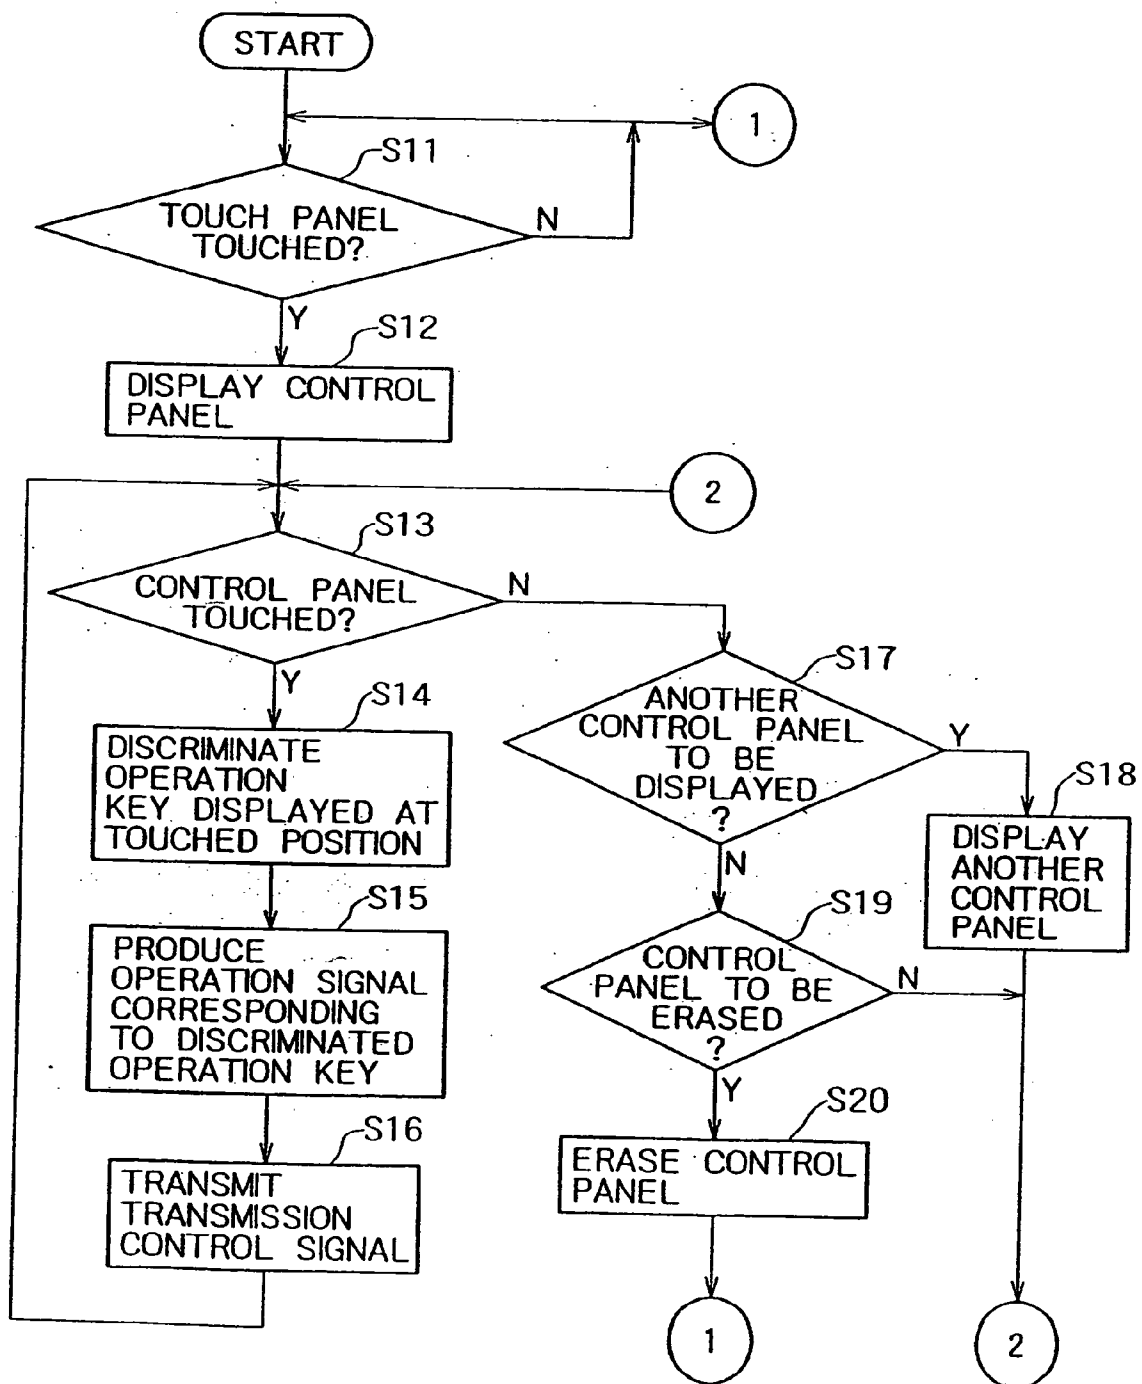 START
1
S11
TOUCH PANEL
TOUCHED?
N
Y
S12
DISPLAY CONTROL
PANEL
2
S13
CONTROL PANEL
TOUCHED?
N
Y
S14
DISCRIMINATE
OPERATION
KEY DISPLAYED AT
TOUCHED POSITION
S15
PRODUCE
OPERATION SIGNAL
CORRESPONDING
TO DISCRIMINATED
OPERATION KEY
S16
TRANSMIT
TRANSMISSION
CONTROL SIGNAL
S17
ANOTHER
CONTROL PANEL
TO BE
DISPLAYED
?
Y
N
S18
DISPLAY
ANOTHER
CONTROL
PANEL
S19
CONTROL
PANEL TO BE
ERASED
?
N
Y
S20
ERASE CONTROL
PANEL
1
2